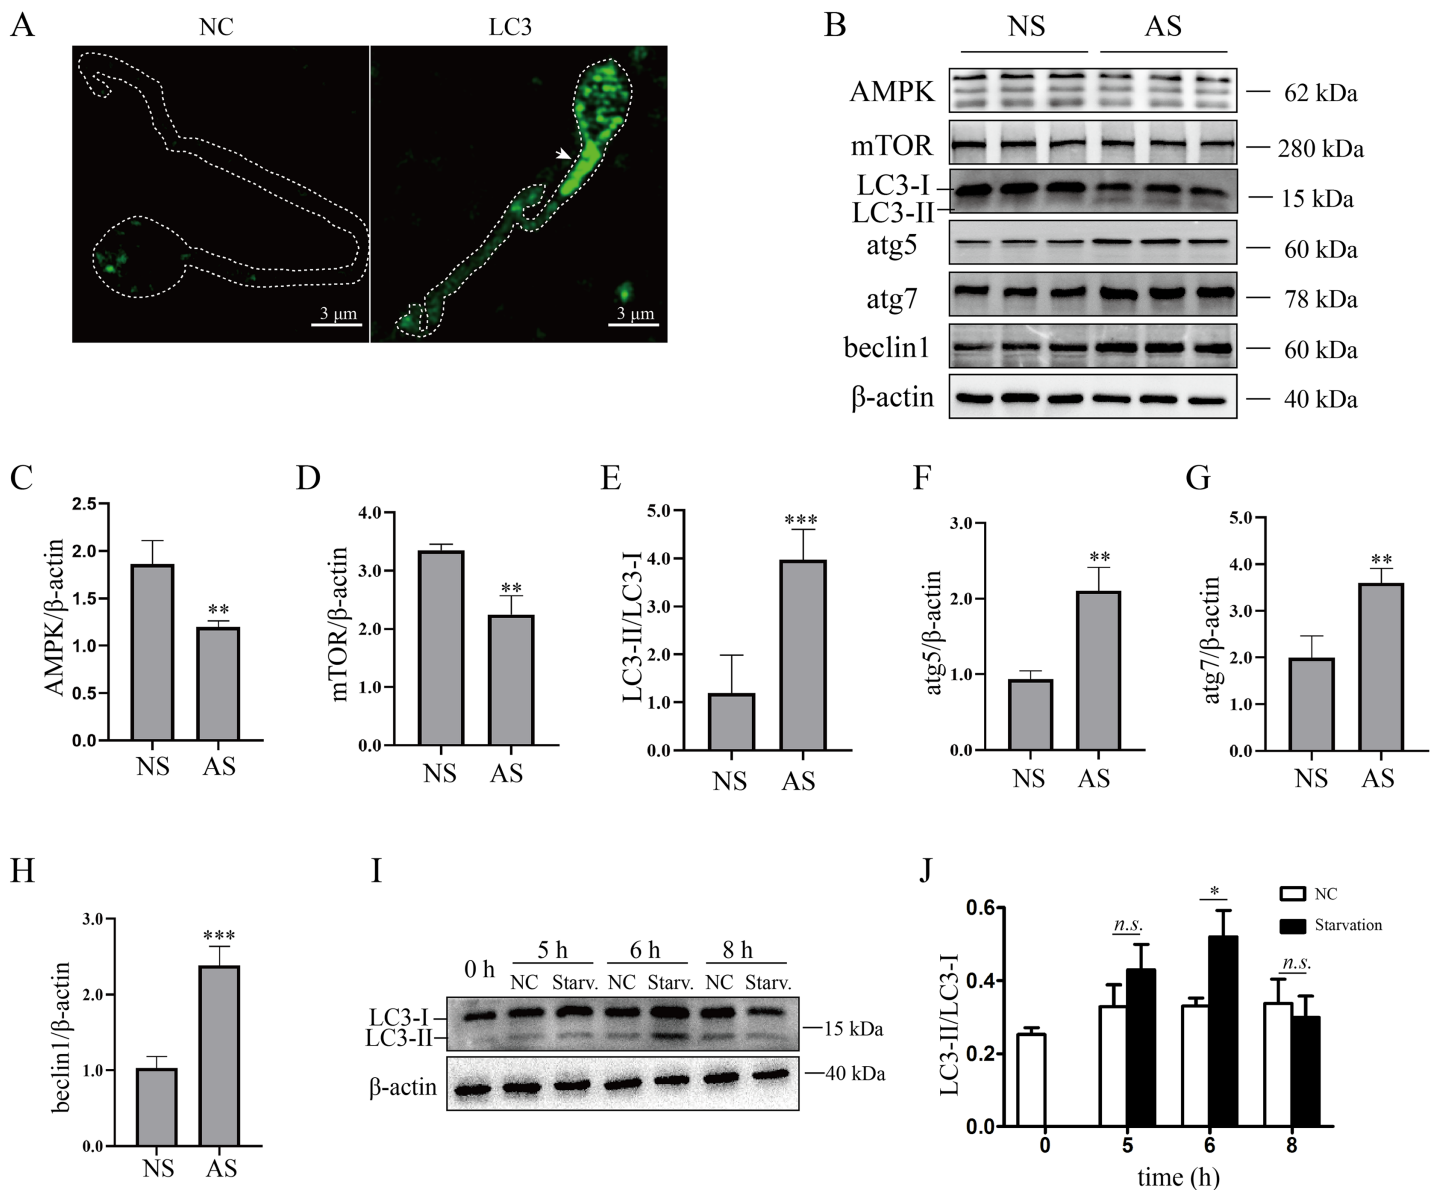 A
NC
LC3
3 μm
3 μm
B
NS AS
AMPK 62 kDa
mTOR 280 kDa
LC3-I
LC3-II 15 kDa
atg5 60 kDa
atg7 78 kDa
beclin1 60 kDa
β-actin 40 kDa
C
AMPK/β-actin
2.5
2.0
1.5
1.0
0.5
0.0
**
NS AS
D
mTOR/β-actin
4.0
3.0
2.0
1.0
0.0
**
NS AS
E
LC3-II/LC3-I
5.0
4.0
3.0
2.0
1.0
0.0
***
NS AS
F
atg5/β-actin
3.0
2.0
1.0
0.0
**
NS AS
G
atg7/β-actin
5.0
4.0
3.0
2.0
1.0
0.0
**
NS AS
H
beclin1/β-actin
3.0
2.0
1.0
0.0
***
NS AS
I
0 h 5 h 6 h 8 h
NC Starv. NC Starv. NC Starv.
LC3-I
LC3-II
15 kDa
β-actin
40 kDa
J
LC3-II/LC3-I
0.6
0.4
0.2
0.0
n.s.
*
n.s.
NC
Starvation
0 5 6 8
time (h)